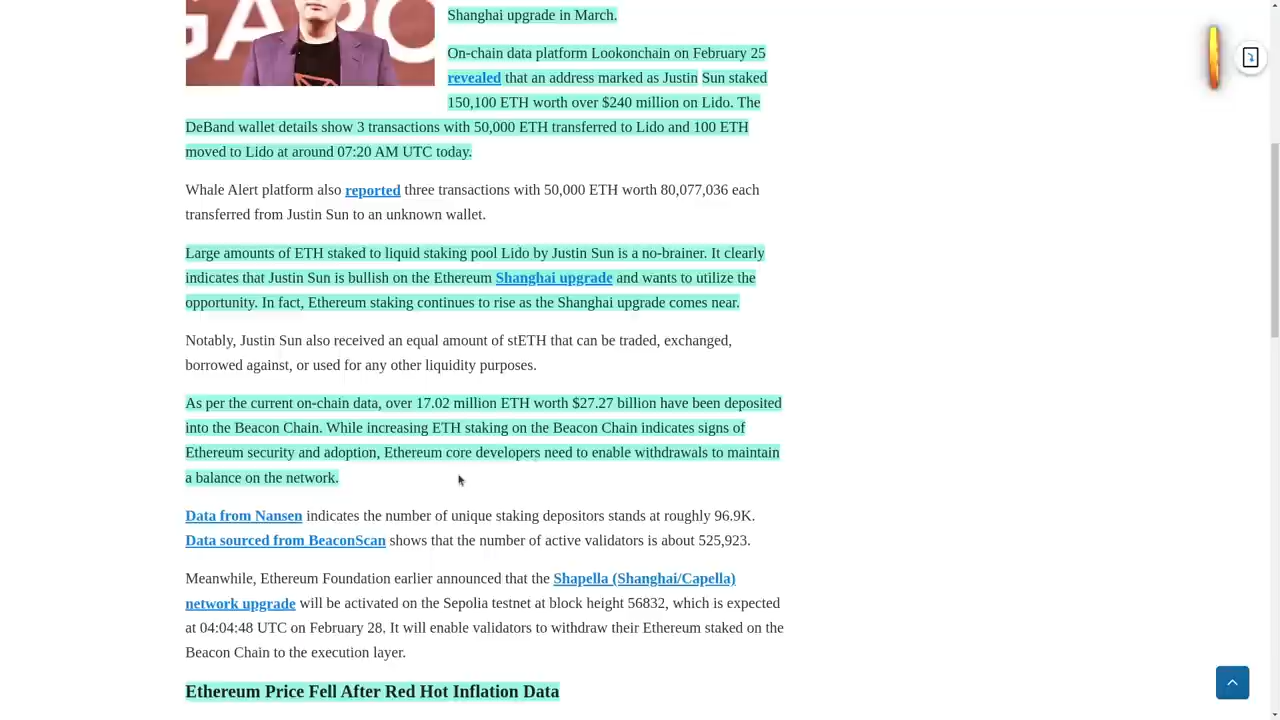 GAPO
Shanghai upgrade in March.
On-chain data platform Lookonchain on February 25
revealed that an address marked as Justin Sun staked
150,100 ETH worth over $240 million on Lido. The
DeBand wallet details show 3 transactions with 50,000 ETH transferred to Lido and 100 ETH
moved to Lido at around 07:20 AM UTC today.
Whale Alert platform also reported three transactions with 50,000 ETH worth 80,077,036 each
transferred from Justin Sun to an unknown wallet.
Large amounts of ETH staked to liquid staking pool Lido by Justin Sun is a no-brainer. It clearly
indicates that Justin Sun is bullish on the Ethereum Shanghai upgrade and wants to utilize the
opportunity. In fact, Ethereum staking continues to rise as the Shanghai upgrade comes near.
Notably, Justin Sun also received an equal amount of stETH that can be traded, exchanged,
borrowed against, or used for any other liquidity purposes.
As per the current on-chain data, over 17.02 million ETH worth $27.27 billion have been deposited
into the Beacon Chain. While increasing ETH staking on the Beacon Chain indicates signs of
Ethereum security and adoption, Ethereum core developers need to enable withdrawals to maintain
a balance on the network.
Data from Nansen indicates the number of unique staking depositors stands at roughly 96.9K.
Data sourced from BeaconScan shows that the number of active validators is about 525,923.
Meanwhile, Ethereum Foundation earlier announced that the Shapella (Shanghai/Capella)
network upgrade will be activated on the Sepolia testnet at block height 56832, which is expected
at 04:04:48 UTC on February 28. It will enable validators to withdraw their Ethereum staked on the
Beacon Chain to the execution layer.
Ethereum Price Fell After Red Hot Inflation Data